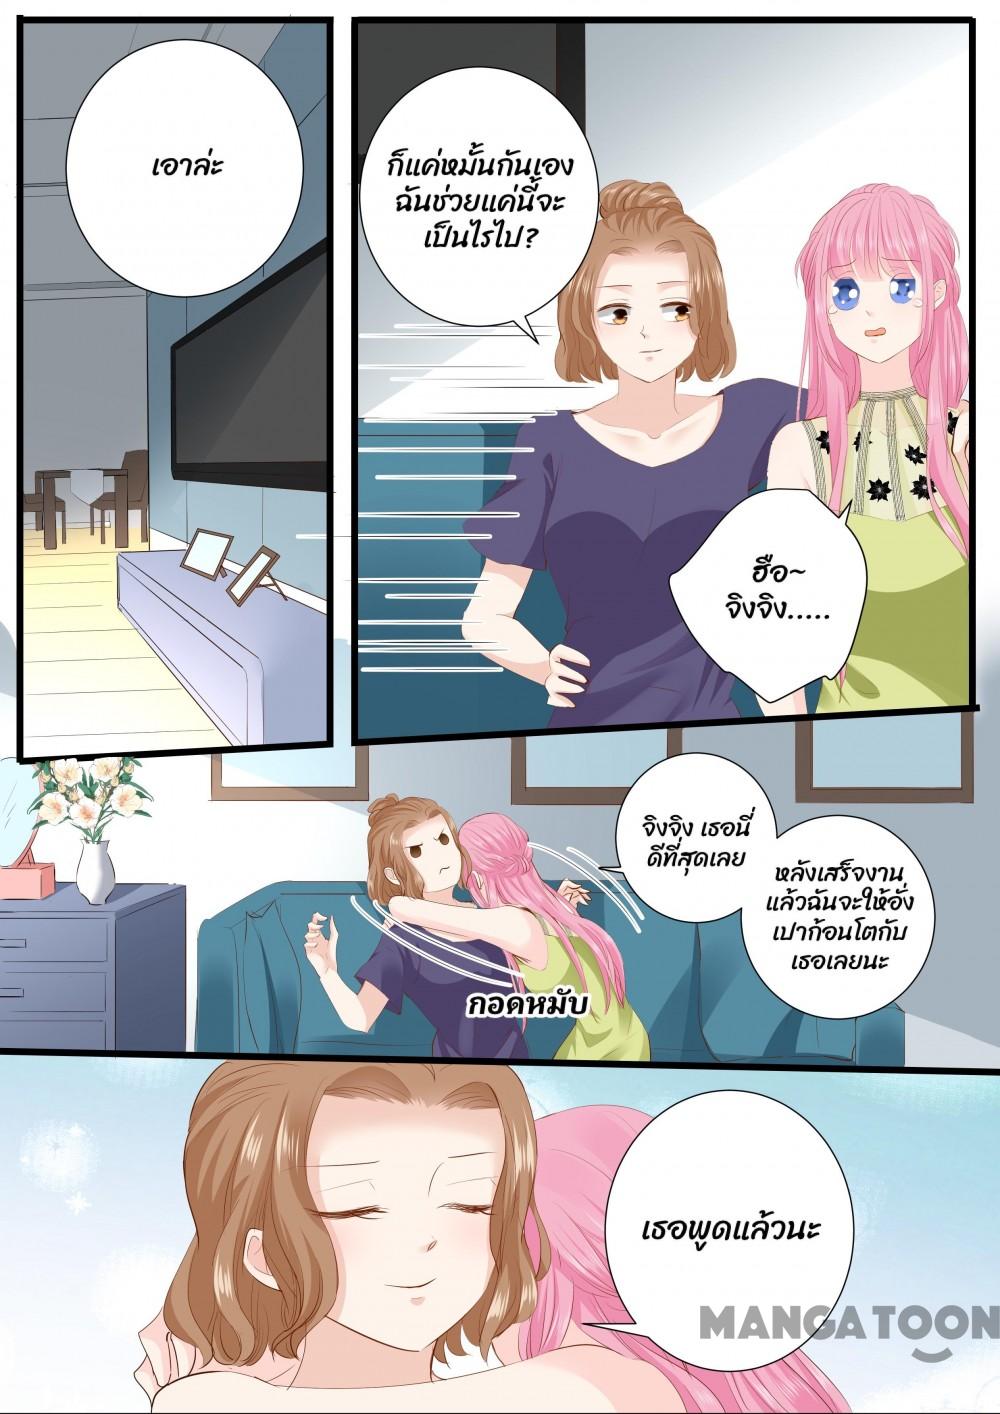 เอาล่ะ
ก็แค่หมั้นกันเอง
ฉันช่วยแค่นี้จะ
เป็นไรไป?
ฮือ~
จิงจิง.....
จิงจิง เธอนี่
ดีที่สุดเลย
หลังเสร็จงาน
แล้วฉันจะให้อั่ง
เปาก้อนโตกับ
เธอเลยนะ
กอดหมับ
เธอพูดแล้วนะ
MANGATOON